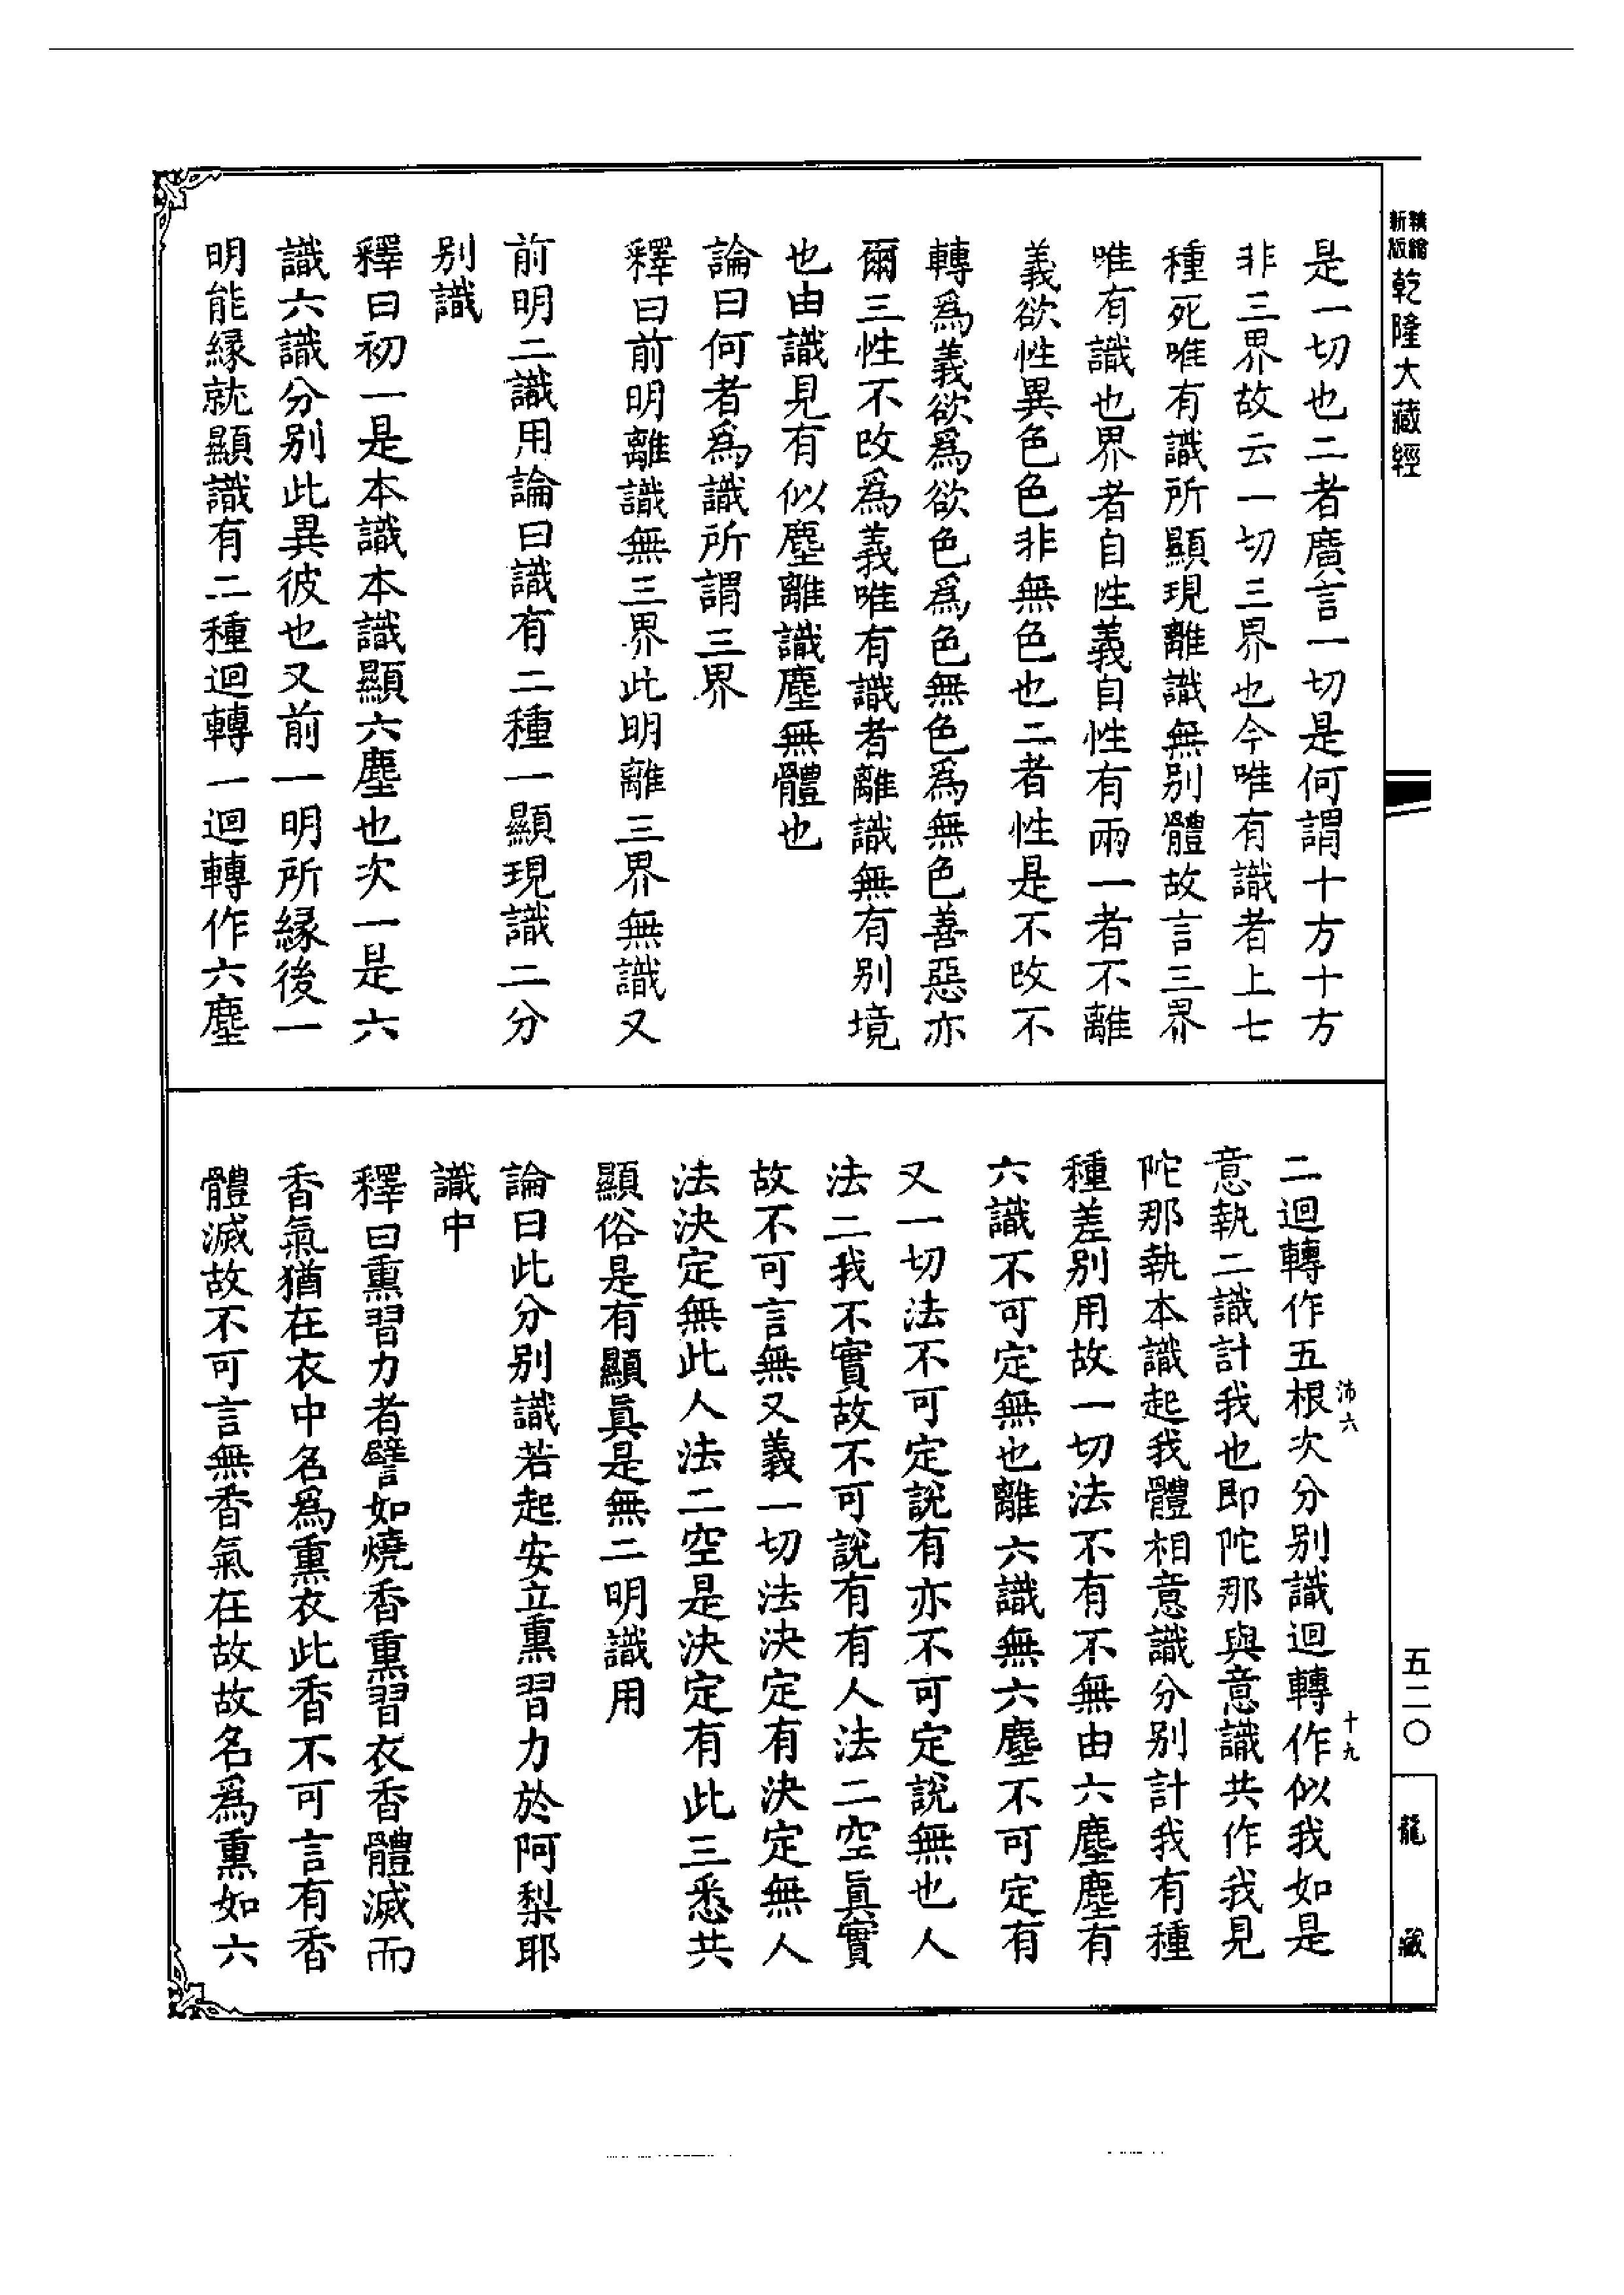 精繪新版乾隆大藏經
是一切也二者廣言一切是何謂十方十方
非三界故云一切三界也今唯有識者上七
種死唯有識所顯現離識無別體故言三界
唯有識也界者自性義自性有兩一者不離
義欲性異色色非無色也二者性是不改不
轉爲義欲爲欲色爲色無色爲無色善惡亦
爾三性不改爲義唯有識者離識無有別境
也由識見有似塵離識塵無體也
論曰何者爲識所謂三界
釋曰前明離識無三界此明離三界無識又
前明二識用論曰識有二種一顯現識二分
別識
釋曰初一是本識本識顯六塵也次一是六
識六識分別此異彼也又前一明所縁後一
明能縁就顯識有二種迴轉一迴轉作六塵
二迴轉作五根次分別識迴轉作似我如是
意執二識計我也即陀那與意識共作我見
陀那執本識起我體相意識分別計我有種
種差別用故一切法不有不無由六塵塵有
六識不可定無也離六識無六塵不可定有
又一切法不可定說有亦不可定說無也人
法二我不實故不可說有有人法二空眞實
故不可言無又義一切法決定有決定無人
法決定無此人法二空是決定有此三悉共
顯俗是有顯眞是無二明識用
論曰此分別識若起安立熏習力於阿梨耶
識中
釋曰熏習力者譬如燒香熏習衣香體滅而
香氣猶在衣中名爲熏衣此香不可言有香
體滅故不可言無香氣在故故名爲熏如六
沛六
十九
五二〇
龍藏